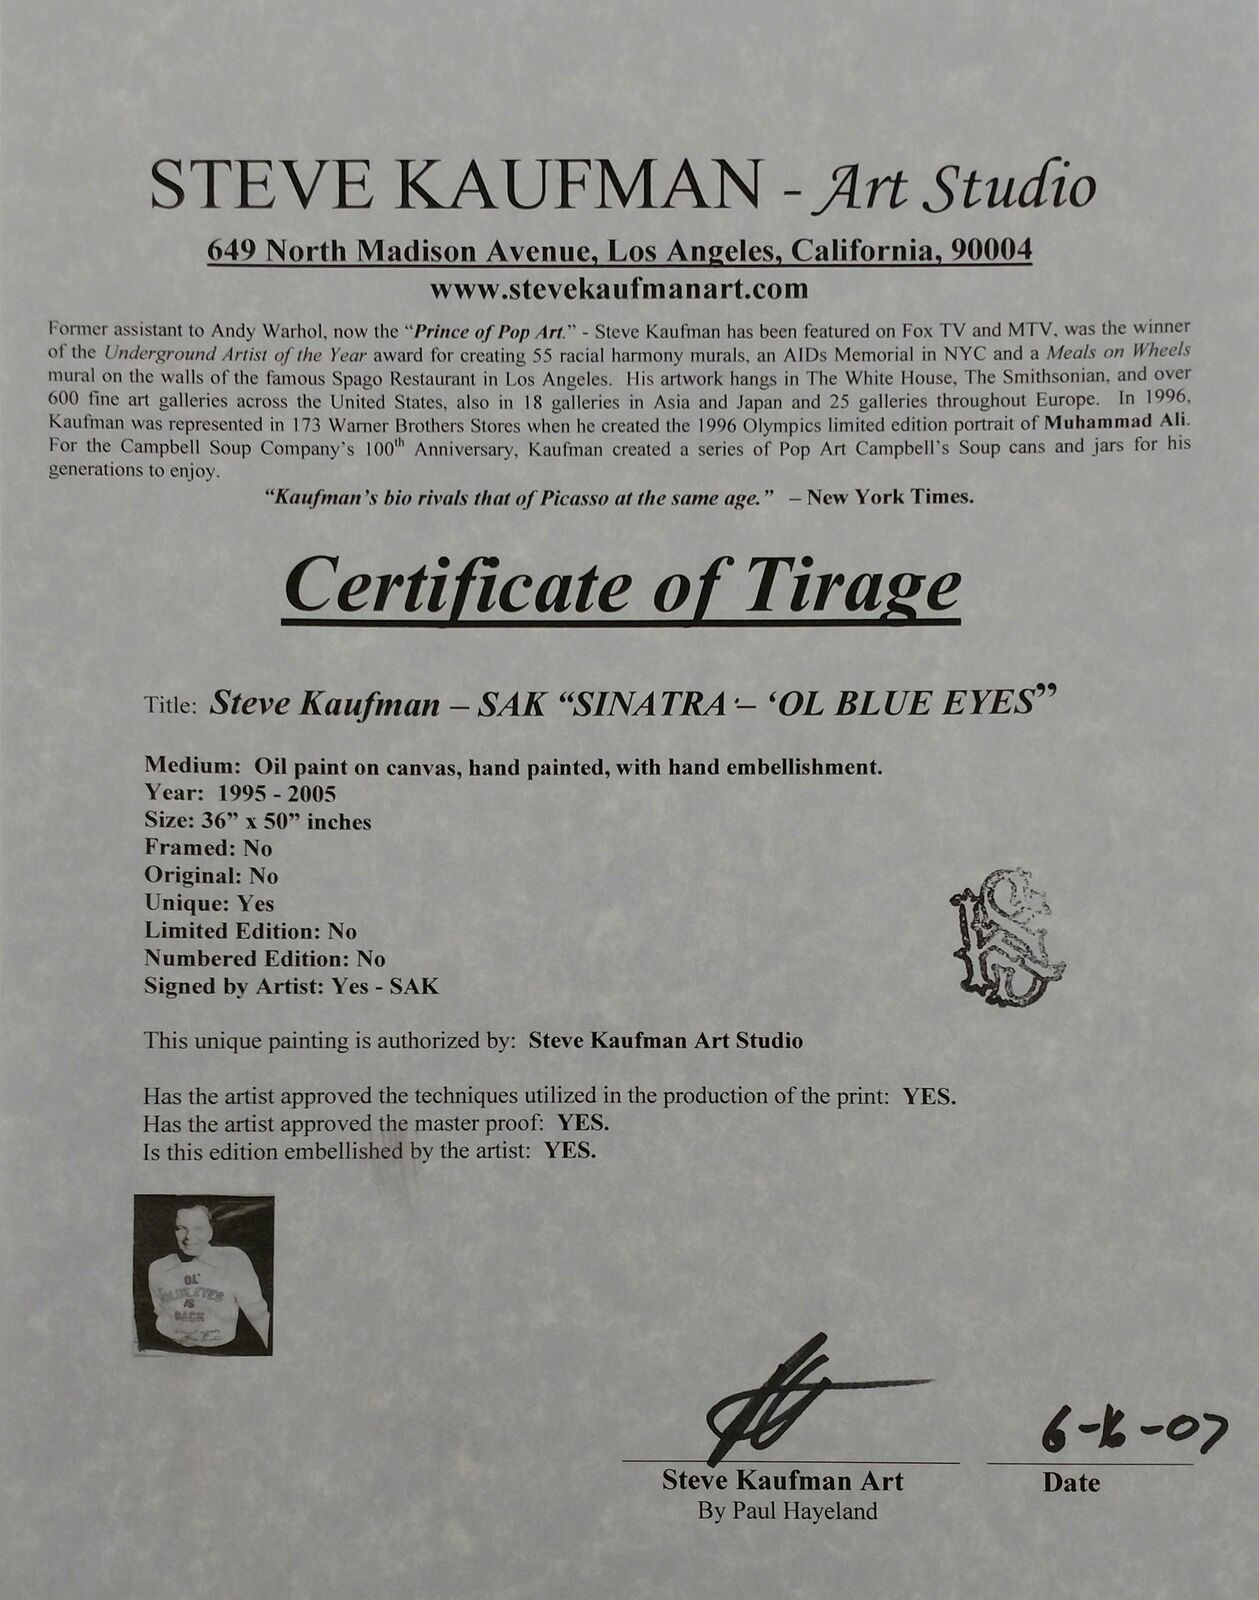 STEVE KAUFMAN - Art Studio
649 North Madison Avenue, Los Angeles, California, 90004
www.stevekaufmanart.com
Former assistant to Andy Warhol, now the “Prince of Pop Art.” - Steve Kaufman has been featured on Fox TV and MTV, was the winner
of the Underground Artist of the Year award for creating 55 racial harmony murals, an AIDs Memorial in NYC and a Meals on Wheels
mural on the walls of the famous Spago Restaurant in Los Angeles. His artwork hangs in The White House, The Smithsonian, and over
600 fine art galleries across the United States, also in 18 galleries in Asia and Japan and 25 galleries throughout Europe. In 1996,
Kaufman was represented in 173 Warner Brothers Stores when he created the 1996 Olympics limited edition portrait of Muhammad Ali.
For the Campbell Soup Company’s 100th Anniversary, Kaufman created a series of Pop Art Campbell’s Soup cans and jars for his
generations to enjoy.
“Kaufman’s bio rivals that of Picasso at the same age.” – New York Times.
Certificate of Tirage
Title: Steve Kaufman – SAK “SINATRA – ‘OL BLUE EYES”
Medium: Oil paint on canvas, hand painted, with hand embellishment.
Year: 1995 - 2005
Size: 36” x 50” inches
Framed: No
Original: No
Unique: Yes
Limited Edition: No
Numbered Edition: No
Signed by Artist: Yes - SAK
This unique painting is authorized by: Steve Kaufman Art Studio
Has the artist approved the techniques utilized in the production of the print: YES.
Has the artist approved the master proof: YES.
Is this edition embellished by the artist: YES.
OL'
BLUE EYES
IS
BACK
6-16-07
Steve Kaufman Art
Date
By Paul Hayeland